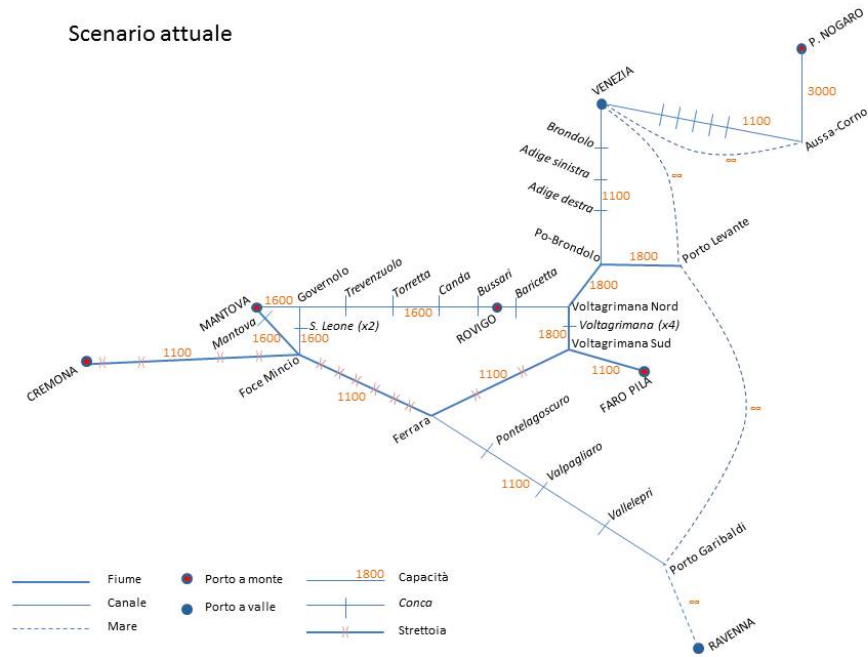 Scenario attuale
P. NOGARO
3000
VENEZIA
1100
Aussa-Corno
∞
Brondolo
Adige sinistra
∞
Adige destra
1100
Po-Brondolo
1800
Porto Levante
1800
MANTOVA
1600
Governolo
Trevenzuolo
Torretta
Canda
Bussari
Baricetta
1600
ROVIGO
Voltagrimana Nord
Mantova
S. Leone (x2)
Voltagrimana (x4)
1600
1600
1800
Voltagrimana Sud
CREMONA
1100
Foce Mincio
1100
1100
1100
FARO PILA
Ferrara
∞
Pontelagoscuro
Valpagliaro
1100
Vallelepri
Porto Garibaldi
∞
RAVENNA
Fiume
Porto a monte
1800
Capacità
Canale
Porto a valle
Conca
Mare
Strettoia